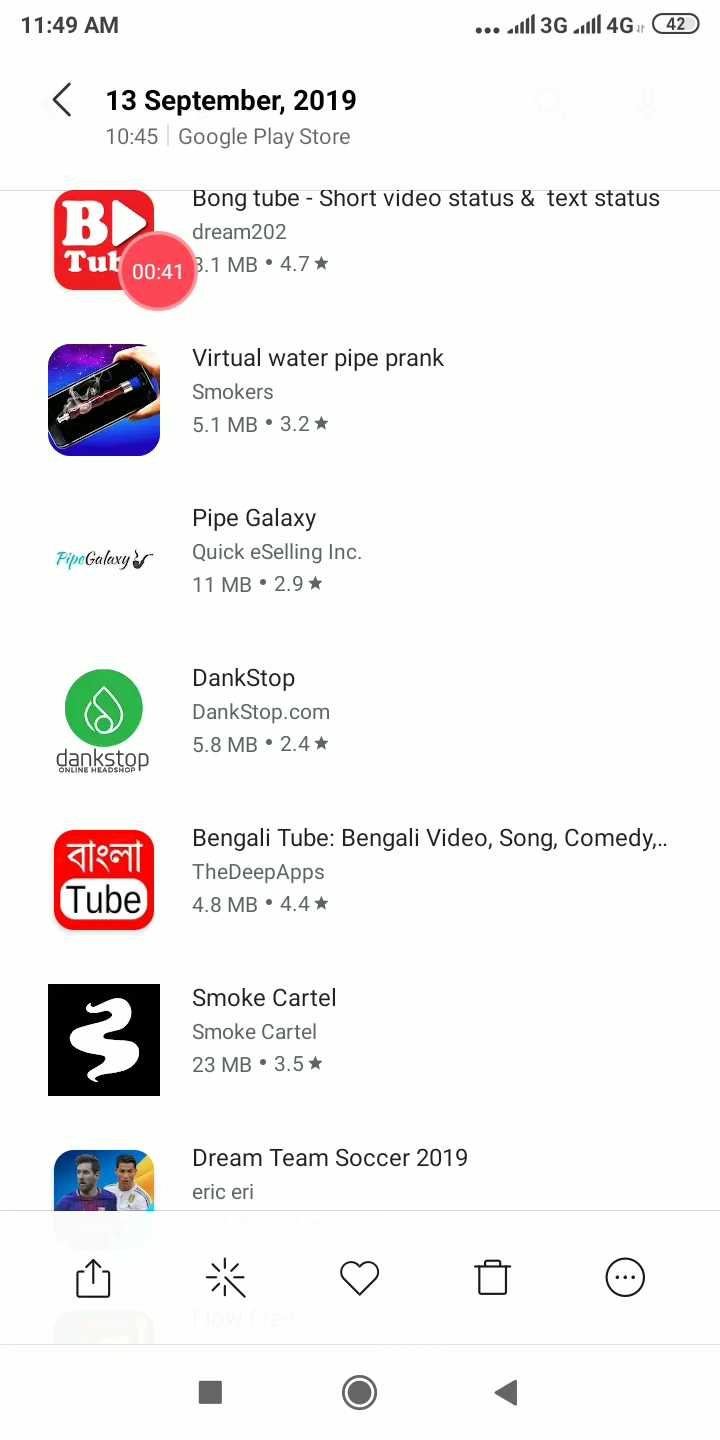 11:49 AM
3G 4G 42
13 September, 2019
10:45 | Google Play Store
Bong tube - Short video status & text status
B
Tub
dream202
3.1 MB • 4.7 ★
00:41
Virtual water pipe prank
Smokers
5.1 MB • 3.2 ★
Pipe Galaxy
PipeGalaxy
Quick eSelling Inc.
11 MB • 2.9 ★
DankStop
DankStop.com
5.8 MB • 2.4 ★
dankstop
ONLINE HEADSHOP
Bengali Tube: Bengali Video, Song, Comedy,..
বাংলা
Tube
TheDeepApps
4.8 MB • 4.4 ★
Smoke Cartel
Smoke Cartel
23 MB • 3.5 ★
Dream Team Soccer 2019
eric eri
Flow Free